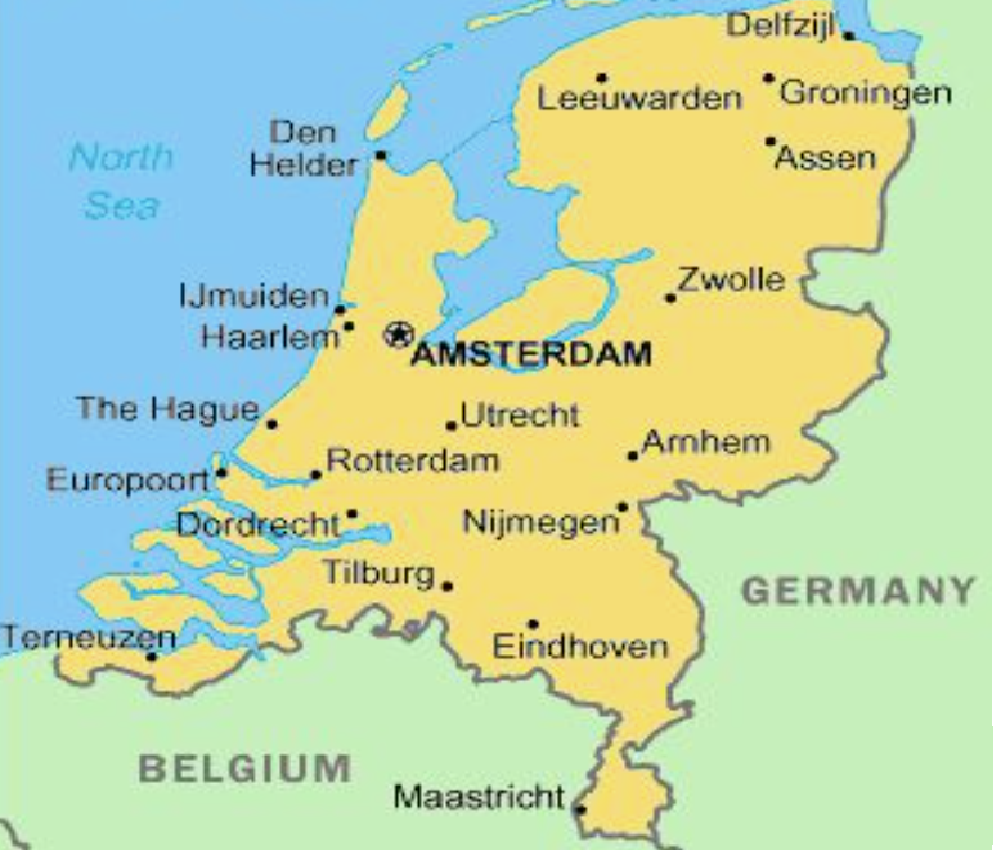 Delfzijl
Leeuwarden
Groningen
Den
Helder
Assen
North
Sea
Zwolle
IJmuiden
Haarlem
AMSTERDAM
The Hague
Utrecht
Arnhem
Rotterdam
Europoort
Dordrecht
Nijmegen
Tilburg
GERMANY
Terneuzen
Eindhoven
BELGIUM
Maastricht